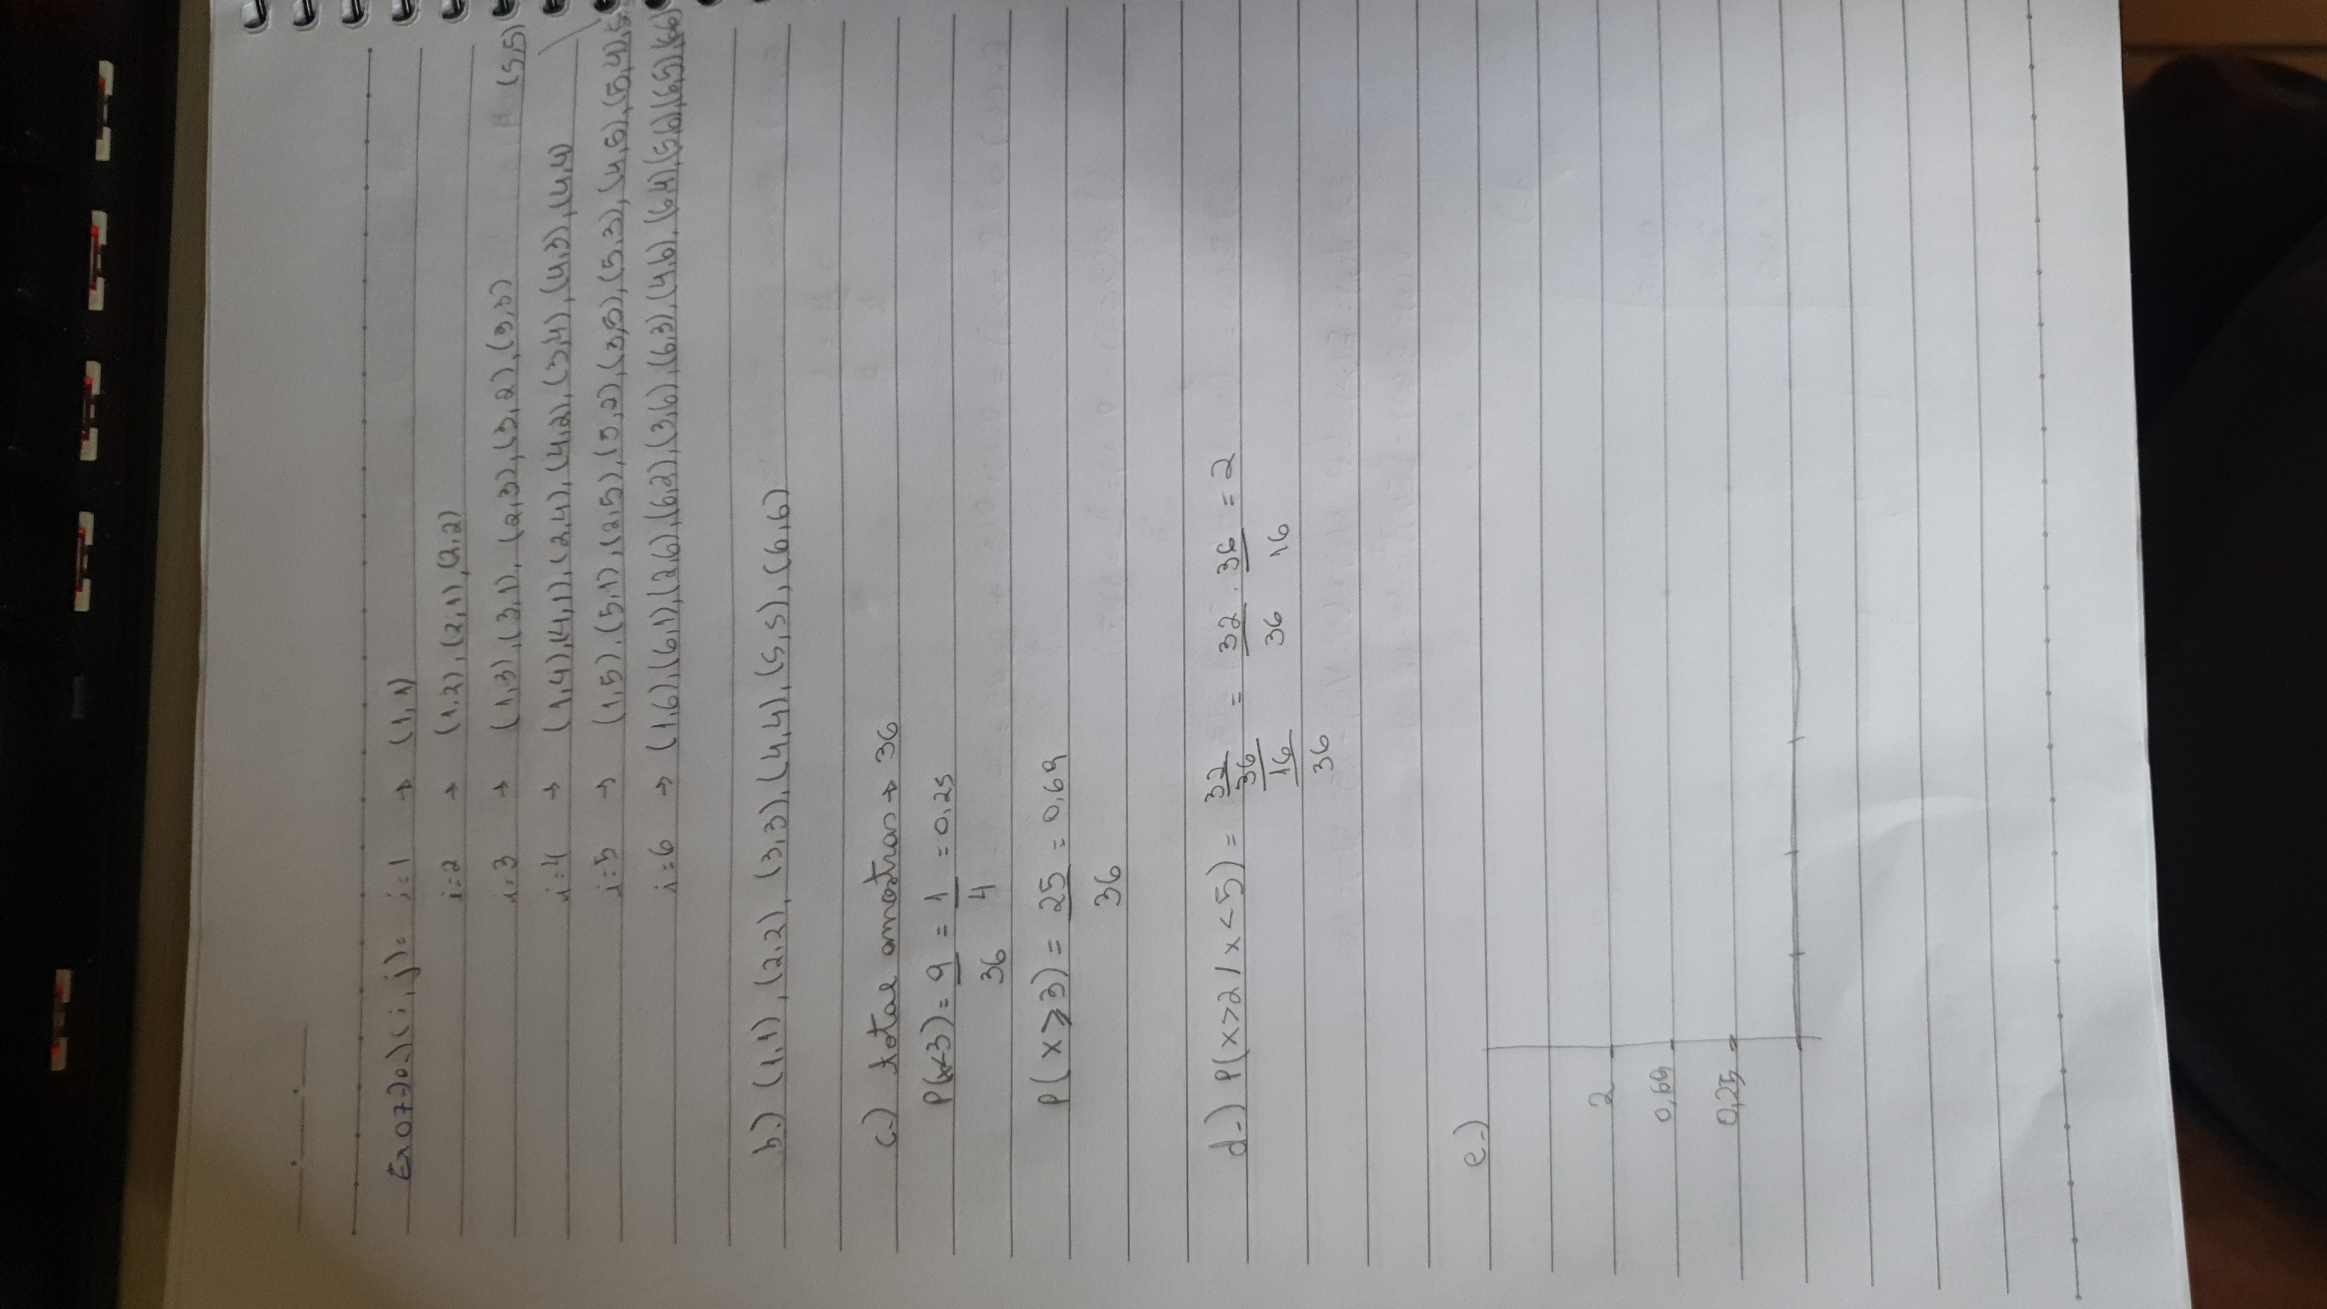 Ex 07-) a-) (i, j) = i=1 → (1,1)
i=2 → (1,2), (2,1), (2,2)
i=3 → (1,3), (3,1), (2,3), (3,2), (3,3)
i=4 → (1,4), (4,1), (2,4), (4,2), (3,4), (4,3), (4,4)
i=5 → (1,5), (5,1), (2,5), (5,2), (3,5), (5,3), (4,5), (5,4) (5,5)
i=6 → (1,6), (6,1), (2,6), (6,2), (3,6), (6,3), (4,6), (6,4), (5,6) (6,5) (6,6)
b-) (1,1), (2,2), (3,3), (4,4), (5,5), (6,6)
c-) total amostras → 36
P(x<3) = 9/36 = 1/4 = 0,25
P(x⩾3) = 25/36 = 0,69
d-) P(x>2/x<5) = 32/36 / 16/36 = 32/36 . 36/16 = 2
e-)
2
0,69
0,25